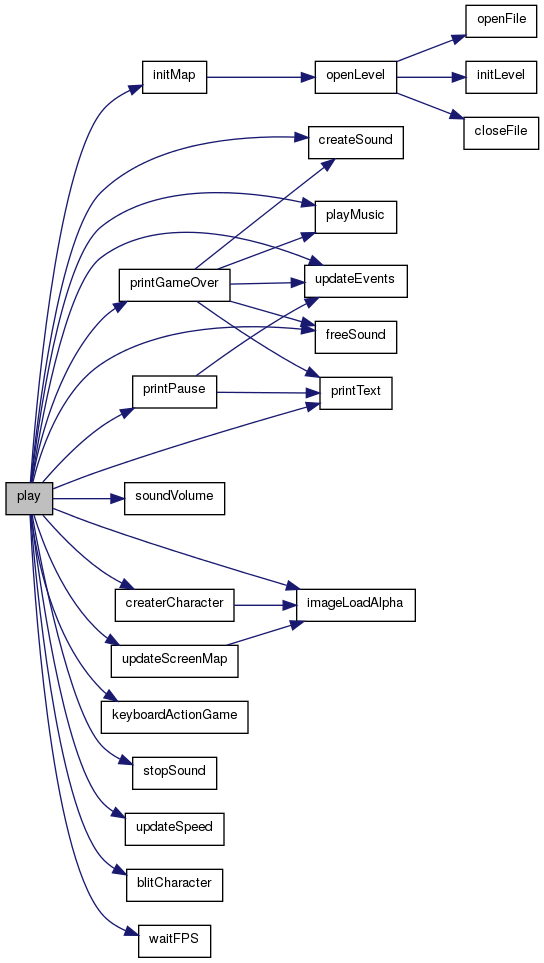 openFile
initMap
openLevel
initLevel
closeFile
createSound
playMusic
printGameOver
updateEvents
freeSound
printPause
printText
play
soundVolume
createrCharacter
imageLoadAlpha
updateScreenMap
keyboardActionGame
stopSound
updateSpeed
blitCharacter
waitFPS